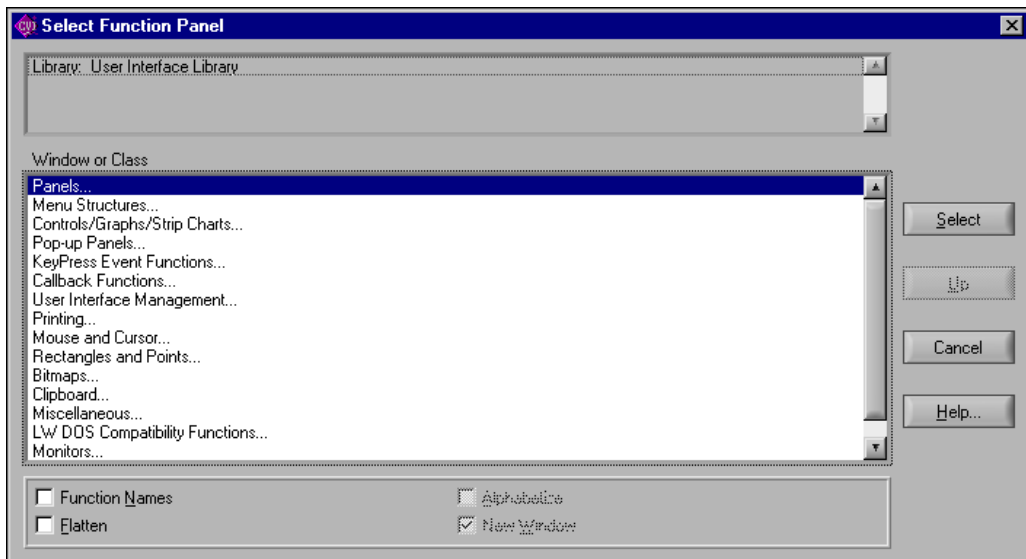 CVI Select Function Panel
Library: User Interface Library
Window or Class
Panels...
Menu Structures...
Controls/Graphs/Strip Charts...
Pop-up Panels...
KeyPress Event Functions...
Callback Functions...
User Interface Management...
Printing...
Mouse and Cursor...
Rectangles and Points...
Bitmaps...
Clipboard...
Miscellaneous...
LW DOS Compatibility Functions...
Monitors...
Select
Up
Cancel
Help...
Function Names
Alphabetize
Flatten
New Window